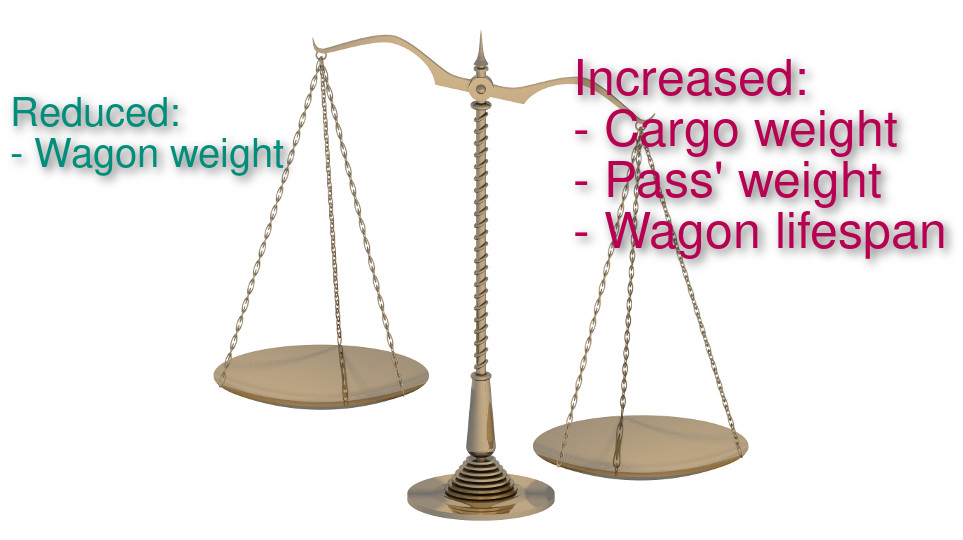 Reduced:
- Wagon weight
Increased:
- Cargo weight
- Pass' weight
- Wagon lifespan